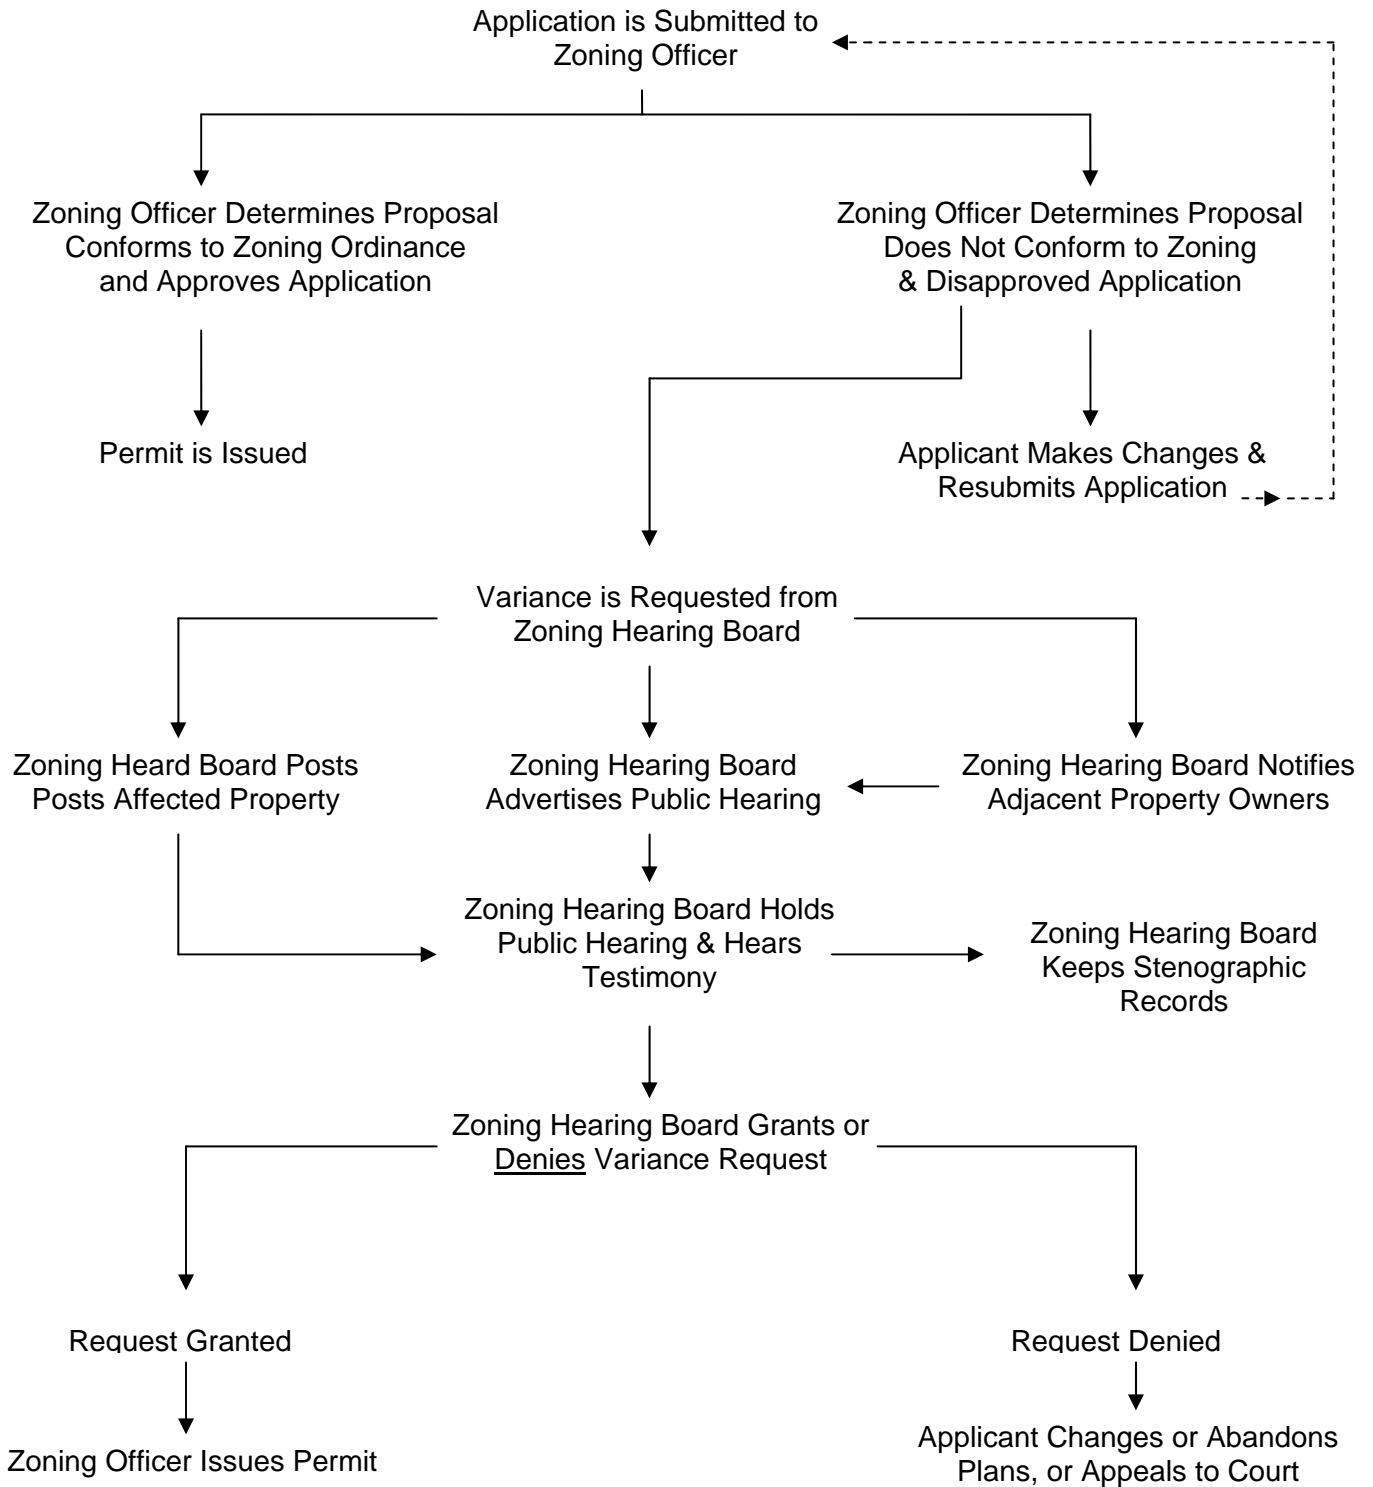 Application is Submitted to
Zoning Officer
Zoning Officer Determines Proposal
Conforms to Zoning Ordinance
and Approves Application
Zoning Officer Determines Proposal
Does Not Conform to Zoning
& Disapproved Application
Permit is Issued
Applicant Makes Changes &
Resubmits Application
Variance is Requested from
Zoning Hearing Board
Zoning Heard Board Posts
Posts Affected Property
Zoning Hearing Board
Advertises Public Hearing
Zoning Hearing Board Notifies
Adjacent Property Owners
Zoning Hearing Board Holds
Public Hearing & Hears
Testimony
Zoning Hearing Board
Keeps Stenographic
Records
Zoning Hearing Board Grants or
Denies Variance Request
Request Granted
Request Denied
Zoning Officer Issues Permit
Applicant Changes or Abandons
Plans, or Appeals to Court